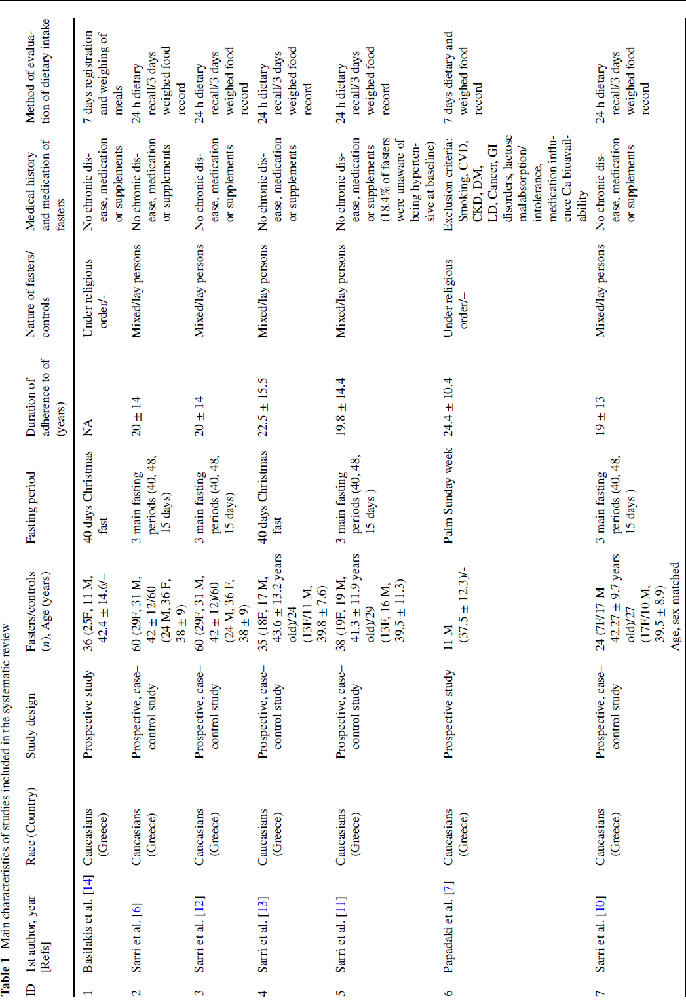 Table 1 Main characteristics of studies included in the systematic review
ID
1st author, year
[Refs]
Race (Country)
Study design
Fasters/controls
(n), Age (years)
Fasting period
Duration of
adherence to of
(years)
Nature of fasters/
controls
Medical history
and medication of
fasters
Method of evalua-
tion of dietary intake
1
Basilakis et al. [14]
Caucasians
(Greece)
Prospective study
36 (25F, 11 M,
42.4 ± 14.6/–
40 days Christmas
fast
NA
Under religious
order/-
No chronic dis-
ease, medication
or supplements
7 days registration
and weighing of
meals
2
Sarri et al. [6]
Caucasians
(Greece)
Prospective, case–
control study
60 (29F, 31 M,
42 ± 12/60
(24 M, 36 F,
38 ± 9)
3 main fasting
periods (40, 48,
15 days)
20 ± 14
Mixed/lay persons
No chronic dis-
ease, medication
or supplements
24 h dietary
recall/3 days
weighed food
record
3
Sarri et al. [12]
Caucasians
(Greece)
Prospective, case–
control study
60 (29F, 31 M,
42 ± 12)/60
(24 M, 36 F,
38 ± 9)
3 main fasting
periods (40, 48,
15 days)
20 ± 14
Mixed/lay persons
No chronic dis-
ease, medication
or supplements
24 h dietary
recall/3 days
weighed food
record
4
Sarri et al. [13]
Caucasians
(Greece)
Prospective, case–
control study
35 (18F, 17 M,
43.6 ± 13.2 years
old)/24
(13F/11 M,
39.8 ± 7.6)
40 days Christmas
fast
22.5 ± 15.5
Mixed/lay persons
No chronic dis-
ease, medication
or supplements
24 h dietary
recall/3 days
weighed food
record
5
Sarri et al. [11]
Caucasians
(Greece)
Prospective, case–
control study
38 (19F, 19 M,
41.3 ± 11.9 years
old)/29
(13F, 16 M,
39.5 ± 11.3)
3 main fasting
periods (40, 48,
15 days )
19.8 ± 14.4
Mixed/lay persons
No chronic dis-
ease, medication
or supplements
(18.4% of fasters
were unaware of
being hyperten-
sive at baseline)
24 h dietary
recall/3 days
weighed food
record
6
Papadaki et al. [7]
Caucasians
(Greece)
Prospective study
11 M
(37.5 ± 12.3)/-
Palm Sunday week
24.4 ± 10.4
Under religious
order/–
Exclusion criteria:
Smoking, CVD,
CKD, DM,
LD, Cancer, GI
disorders, lactose
malabsorption/
intolerance,
medication influ-
ence Ca bioavail-
ability
7 days dietary and
weighed food
record
7
Sarri et al. [10]
Caucasians
(Greece)
Prospective, case–
control study
24 (7F/17 M
42.27 ± 9.7 years
old)/27
(17F/10 M,
39.5 ± 8.9)
Age, sex matched
3 main fasting
periods (40, 48,
15 days )
19 ± 13
Mixed/lay persons
No chronic dis-
ease, medication
or supplements
24 h dietary
recall/3 days
weighed food
record